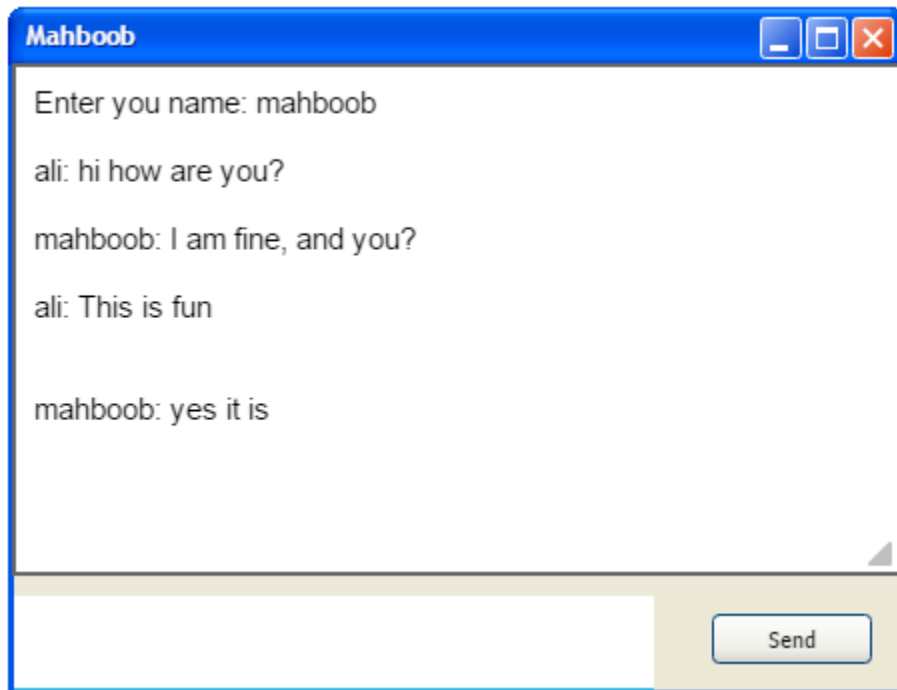 Mahboob
Enter you name: mahboob
ali: hi how are you?
mahboob: I am fine, and you?
ali: This is fun
mahboob: yes it is
Send